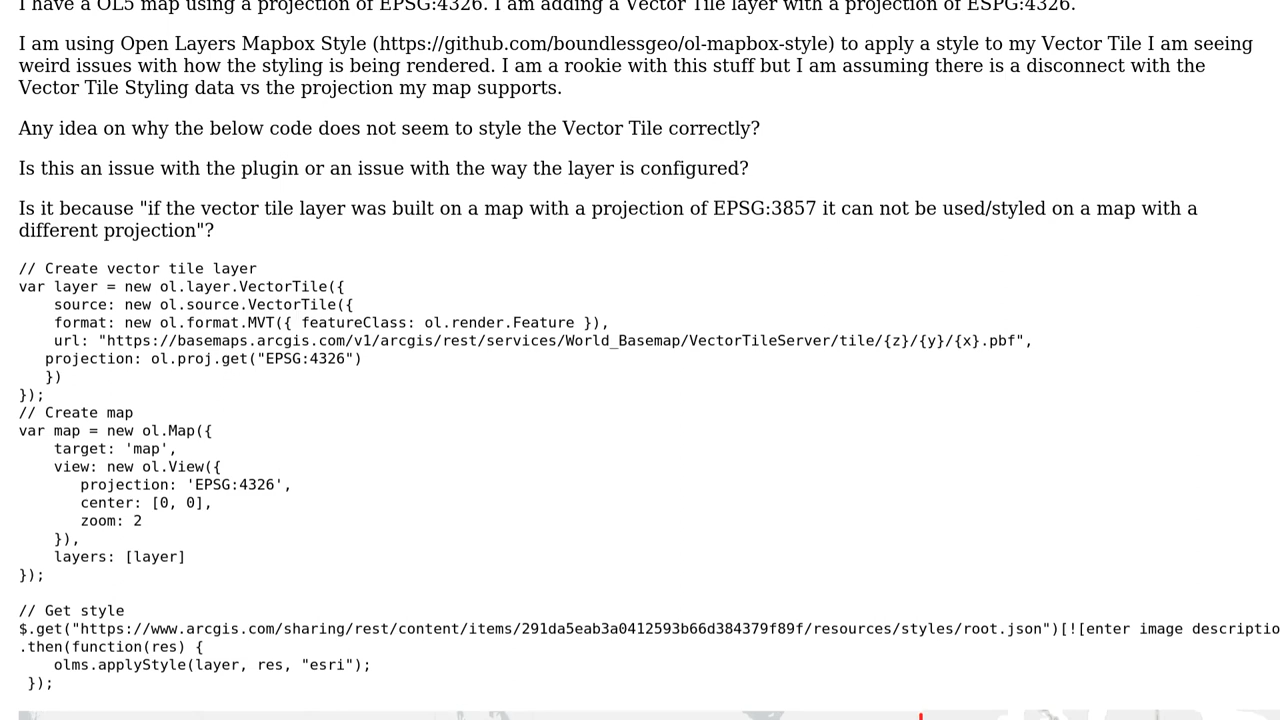 I have a OL5 map using a projection of EPSG:4326. I am adding a Vector Tile layer with a projection of ESPG:4326.
I am using Open Layers Mapbox Style (https://github.com/boundlessgeo/ol-mapbox-style) to apply a style to my Vector Tile I am seeing
weird issues with how the styling is being rendered. I am a rookie with this stuff but I am assuming there is a disconnect with the
Vector Tile Styling data vs the projection my map supports.
Any idea on why the below code does not seem to style the Vector Tile correctly?
Is this an issue with the plugin or an issue with the way the layer is configured?
Is it because "if the vector tile layer was built on a map with a projection of EPSG:3857 it can not be used/styled on a map with a
different projection"?
// Create vector tile layer
var layer = new ol.layer.VectorTile({
    source: new ol.source.VectorTile({
    format: new ol.format.MVT({ featureClass: ol.render.Feature }),
    url: "https://basemaps.arcgis.com/v1/arcgis/rest/services/World_Basemap/VectorTileServer/tile/{z}/{y}/{x}.pbf",
   projection: ol.proj.get("EPSG:4326")
   })
});
// Create map
var map = new ol.Map({
    target: 'map',
    view: new ol.View({
       projection: 'EPSG:4326',
       center: [0, 0],
       zoom: 2
    }),
    layers: [layer]
});
// Get style
$.get("https://www.arcgis.com/sharing/rest/content/items/291da5eab3a0412593b66d384379f89f/resources/styles/root.json")[![enter image descriptio
.then(function(res) {
    olms.applyStyle(layer, res, "esri");
 });